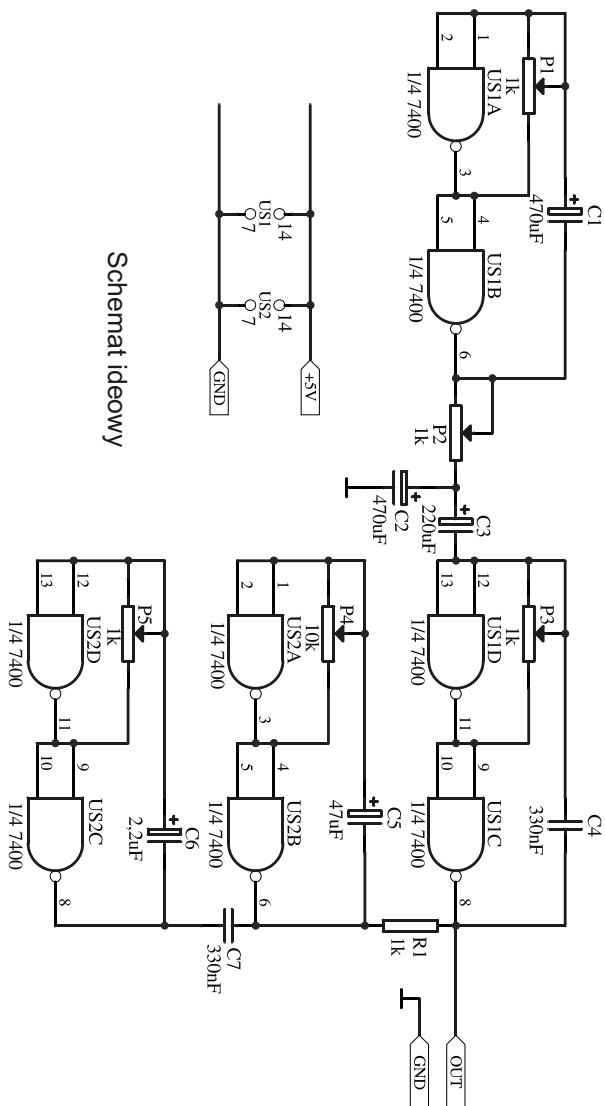 C1
470uF
P1
1k
1
2
US1A
1/4 7400
3
4
5
US1B
1/4 7400
6
P2
1k
C2
470uF
C3
220uF
P3
1k
12
13
US1D
1/4 7400
11
9
10
US1C
1/4 7400
8
C4
330nF
OUT
GND
R1
1k
US1
14
7
US2
14
7
+5V
GND
P4
10k
1
2
US2A
1/4 7400
3
4
5
US2B
1/4 7400
6
C5
47uF
C7
330nF
P5
1k
12
13
US2D
1/4 7400
11
9
10
US2C
1/4 7400
8
C6
2,2uF
Schemat ideowy